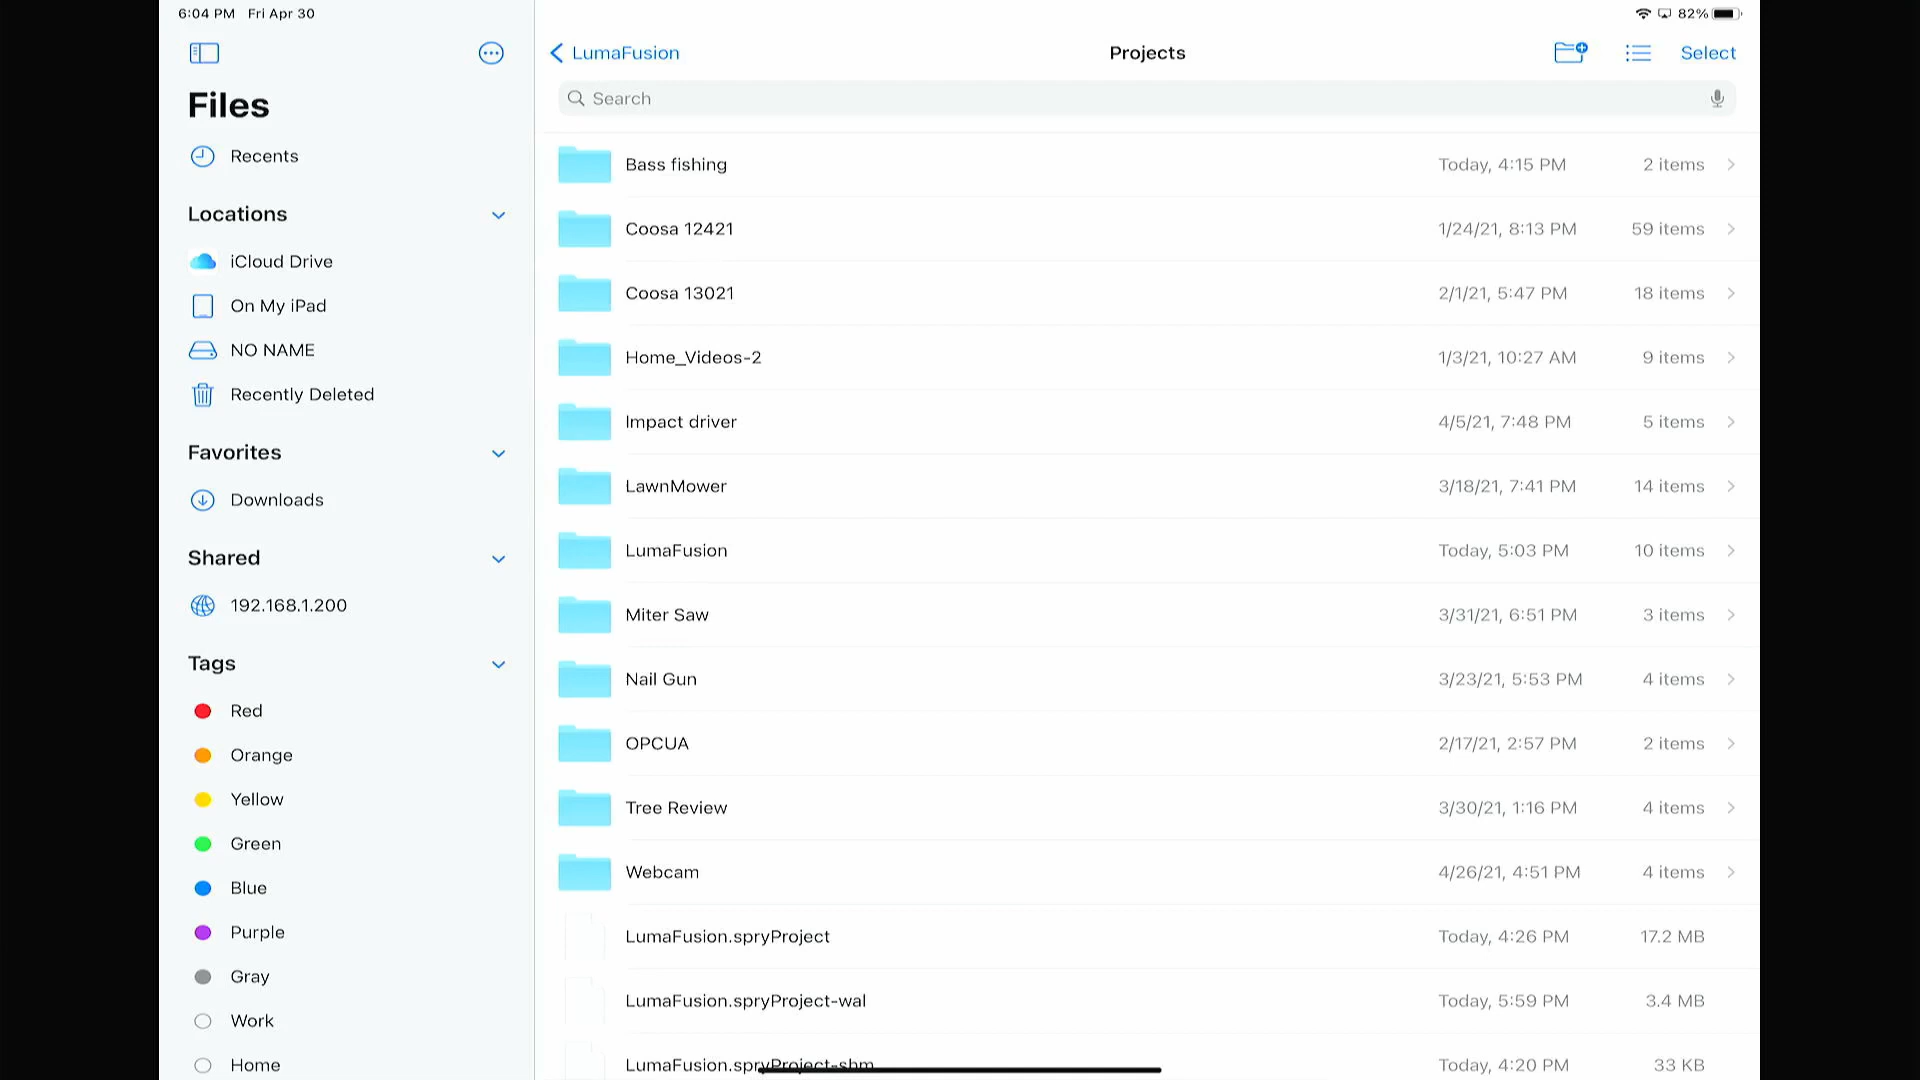 6:04 PM Fri Apr 30
82%
Files
Recents
Locations
iCloud Drive
On My iPad
NO NAME
Recently Deleted
Favorites
Downloads
Shared
192.168.1.200
Tags
Red
Orange
Yellow
Green
Blue
Purple
Gray
Work
Home
LumaFusion
Projects
Select
Search
Bass fishing Today, 4:15 PM 2 items
Coosa 12421 1/24/21, 8:13 PM 59 items
Coosa 13021 2/1/21, 5:47 PM 18 items
Home_Videos-2 1/3/21, 10:27 AM 9 items
Impact driver 4/5/21, 7:48 PM 5 items
LawnMower 3/18/21, 7:41 PM 14 items
LumaFusion Today, 5:03 PM 10 items
Miter Saw 3/31/21, 6:51 PM 3 items
Nail Gun 3/23/21, 5:53 PM 4 items
OPCUA 2/17/21, 2:57 PM 2 items
Tree Review 3/30/21, 1:16 PM 4 items
Webcam 4/26/21, 4:51 PM 4 items
LumaFusion.spryProject Today, 4:26 PM 17.2 MB
LumaFusion.spryProject-wal Today, 5:59 PM 3.4 MB
LumaFusion.spryProject-shm Today, 4:20 PM 33 KB